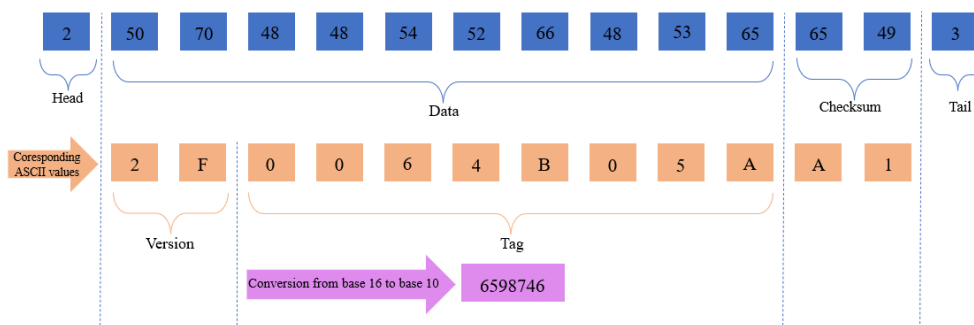 2 50 70 48 48 54 52 66 48 53 65 65 49 3
Head
Data
Checksum
Tail
Coresponding
ASCII values
2 F 0 0 6 4 B 0 5 A A 1
Version
Tag
Conversion from base 16 to base 10
6598746